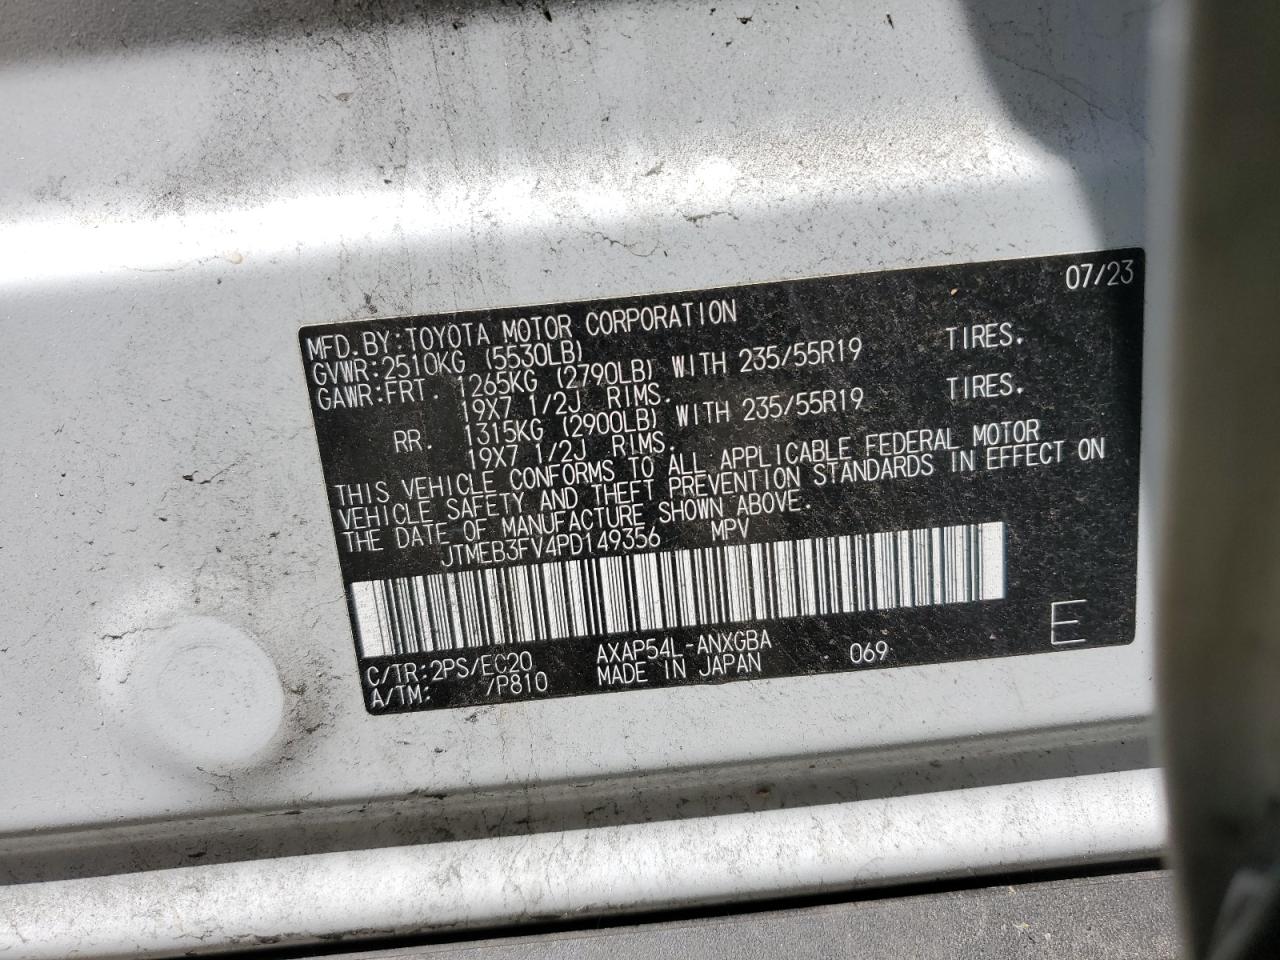 07/23
MFD. BY: TOYOTA MOTOR CORPORATION
GVWR: 2510KG (5530LB)
GAWR: FRT. 1265KG (2790LB) WITH 235/55R19 TIRES.
19X7 1/2J RIMS.
RR. 1315KG (2900LB) WITH 235/55R19 TIRES.
19X7 1/2J RIMS.
THIS VEHICLE CONFORMS TO ALL APPLICABLE FEDERAL MOTOR
VEHICLE SAFETY AND THEFT PREVENTION STANDARDS IN EFFECT ON
THE DATE OF MANUFACTURE SHOWN ABOVE.
JTMEB3FV4PD149356 MPV
C/TR: 2PS/EC20 AXAP54L-ANXGBA 069 E
A/TM: /P810 MADE IN JAPAN